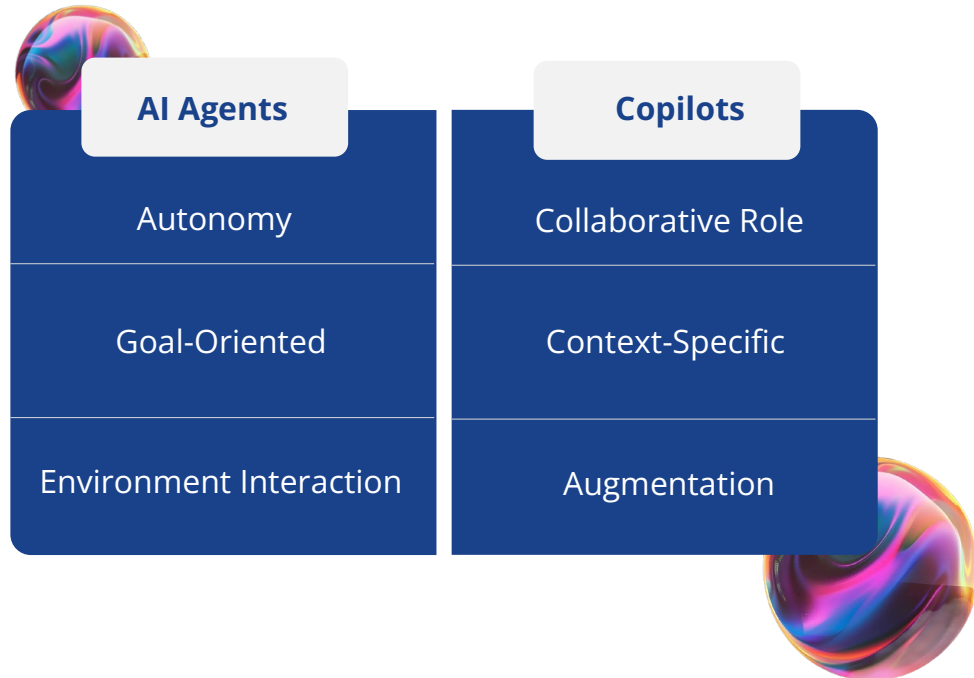 AI Agents
Copilots
Autonomy
Collaborative Role
Goal-Oriented
Context-Specific
Environment Interaction
Augmentation